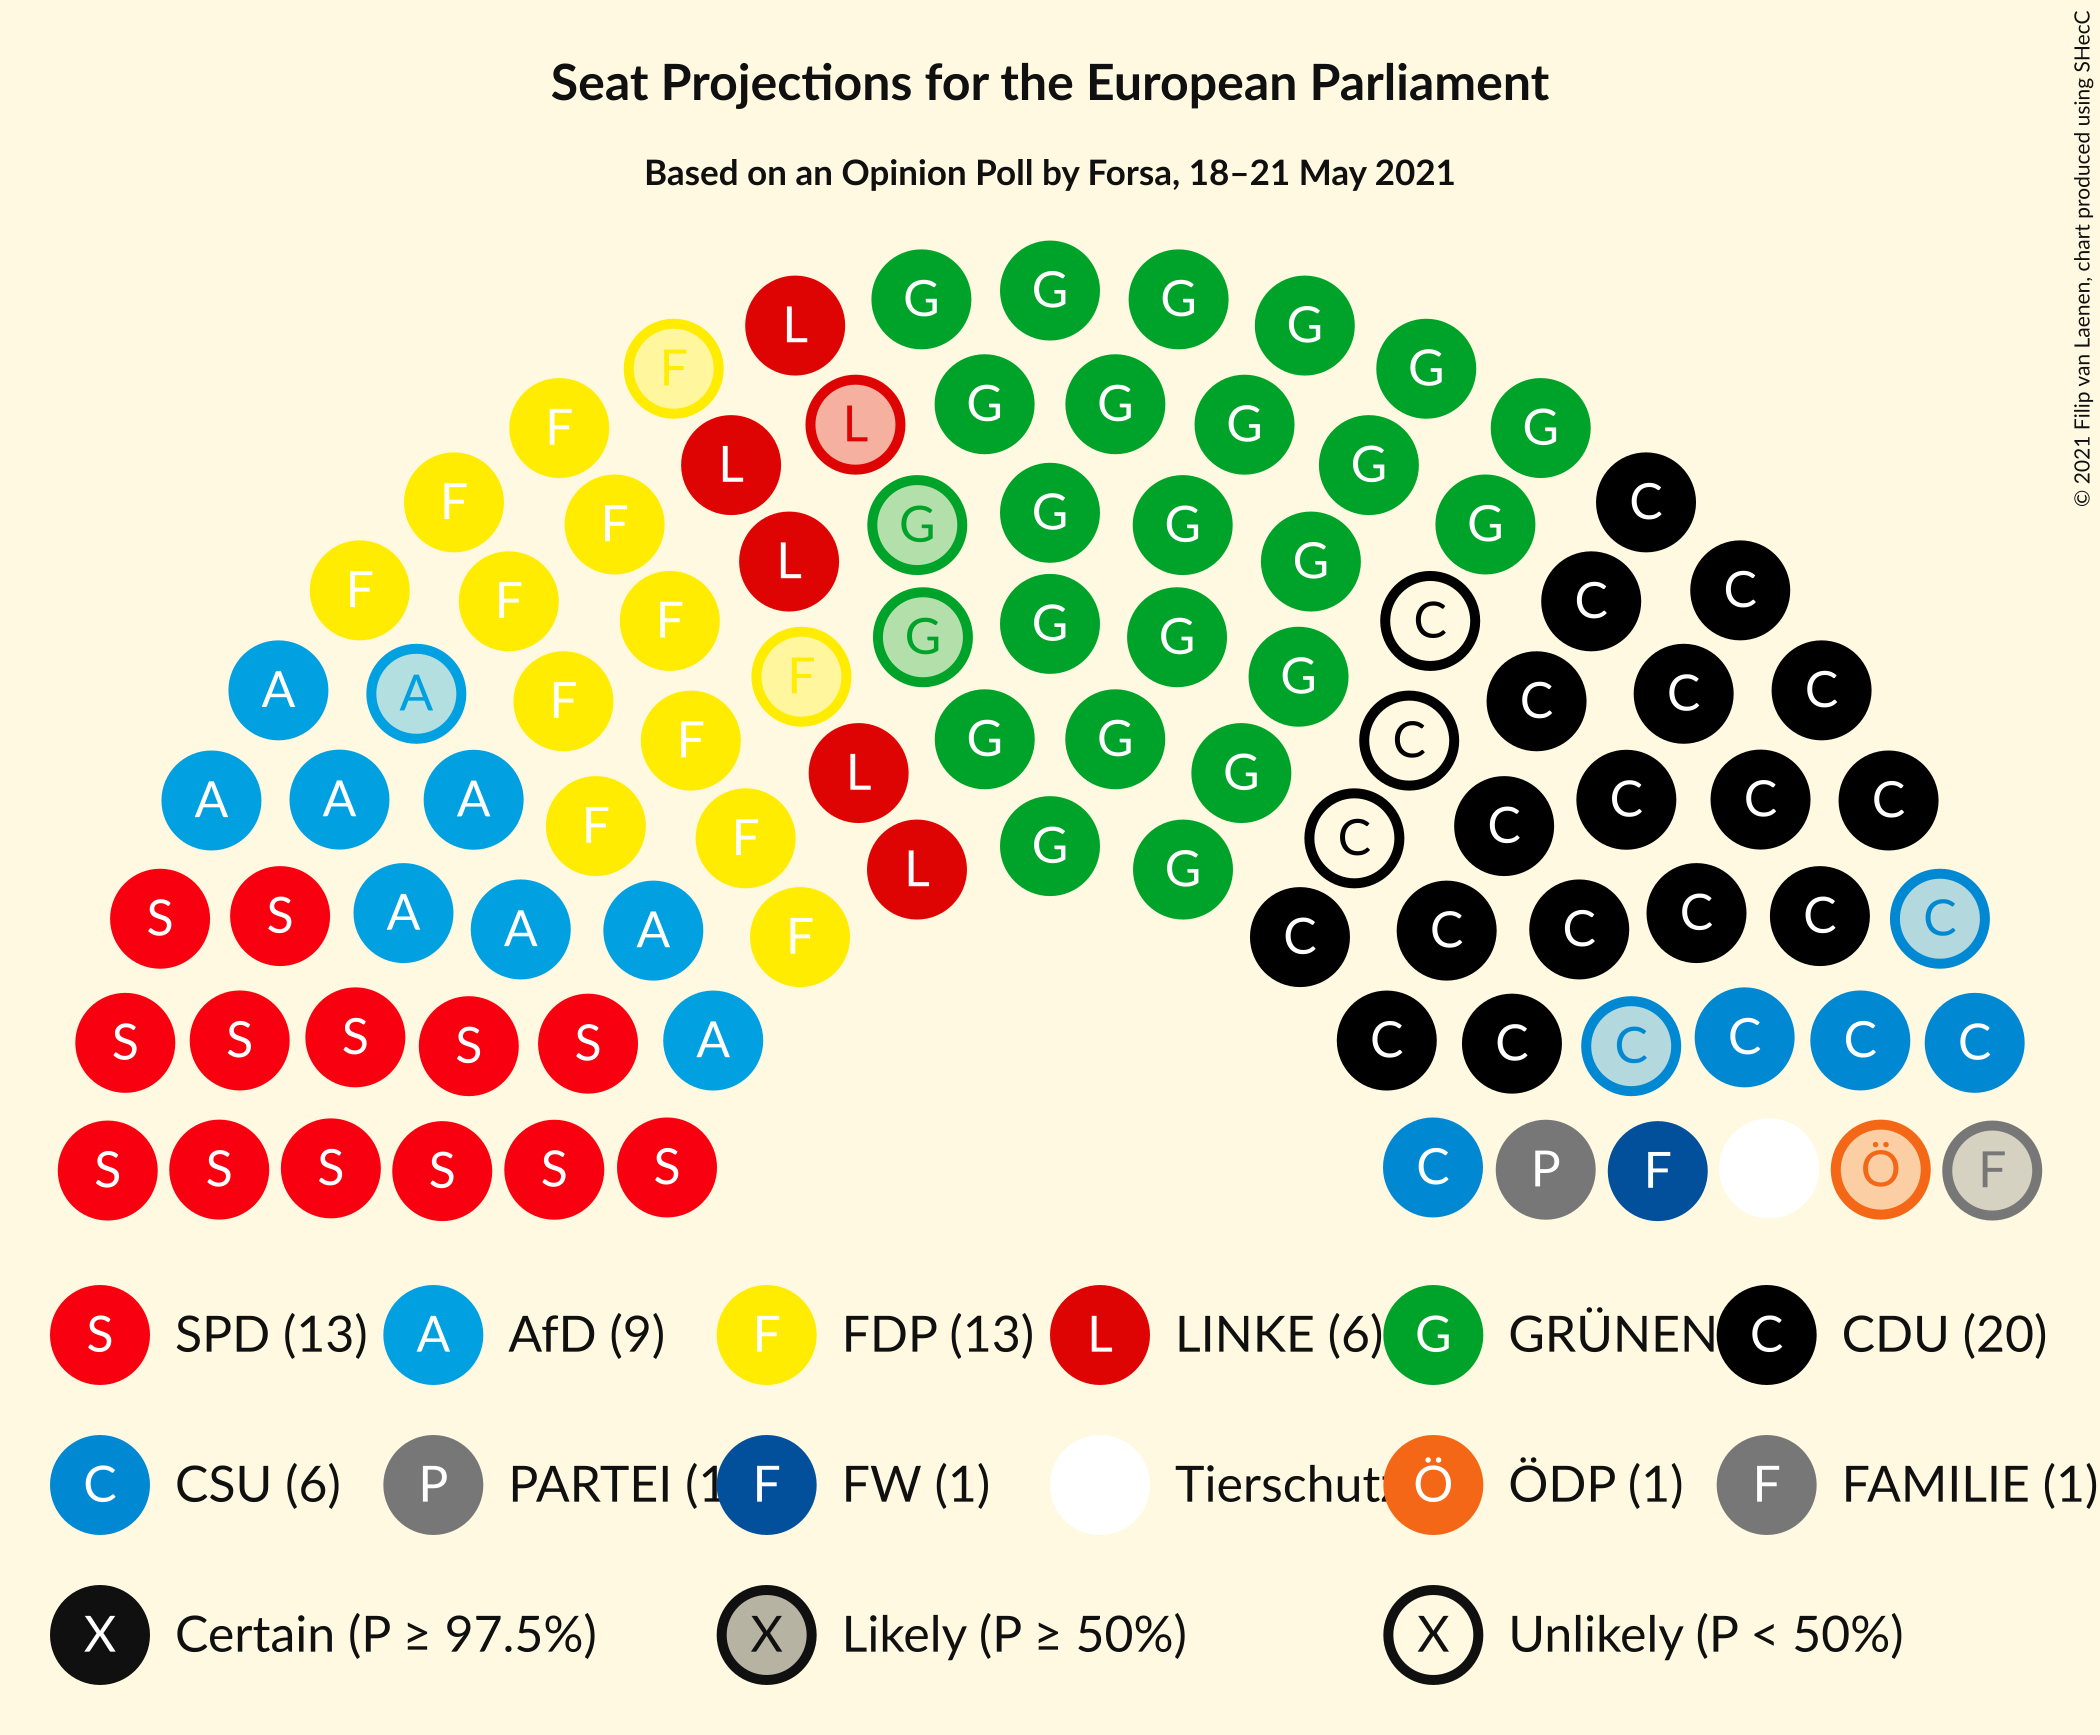 Seat Projections for the European Parliament
Based on an Opinion Poll by Forsa, 18–21 May 2021
© 2021 Filip van Laenen, chart produced using SHecC
G G G
L G
F G
G G
L G
F L G G
F C
G G
F F G G C
L G
F C C
F F G C
G G
A A F G C C
F L F G G G C C
F C
A A A L G C C C
F F C C
S S A A A F L G G C C C C C C
S S S S S A C C C C C C
S S S S S S C P F Ö F
S SPD (13) A AfD (9) F FDP (13) L LINKE (6) G GRÜNEN C CDU (20)
C CSU (6) P PARTEI (1 F FW (1) Tierschutz Ö ÖDP (1) F FAMILIE (1)
X Certain (P ≥ 97.5%) X Likely (P ≥ 50%) X Unlikely (P < 50%)